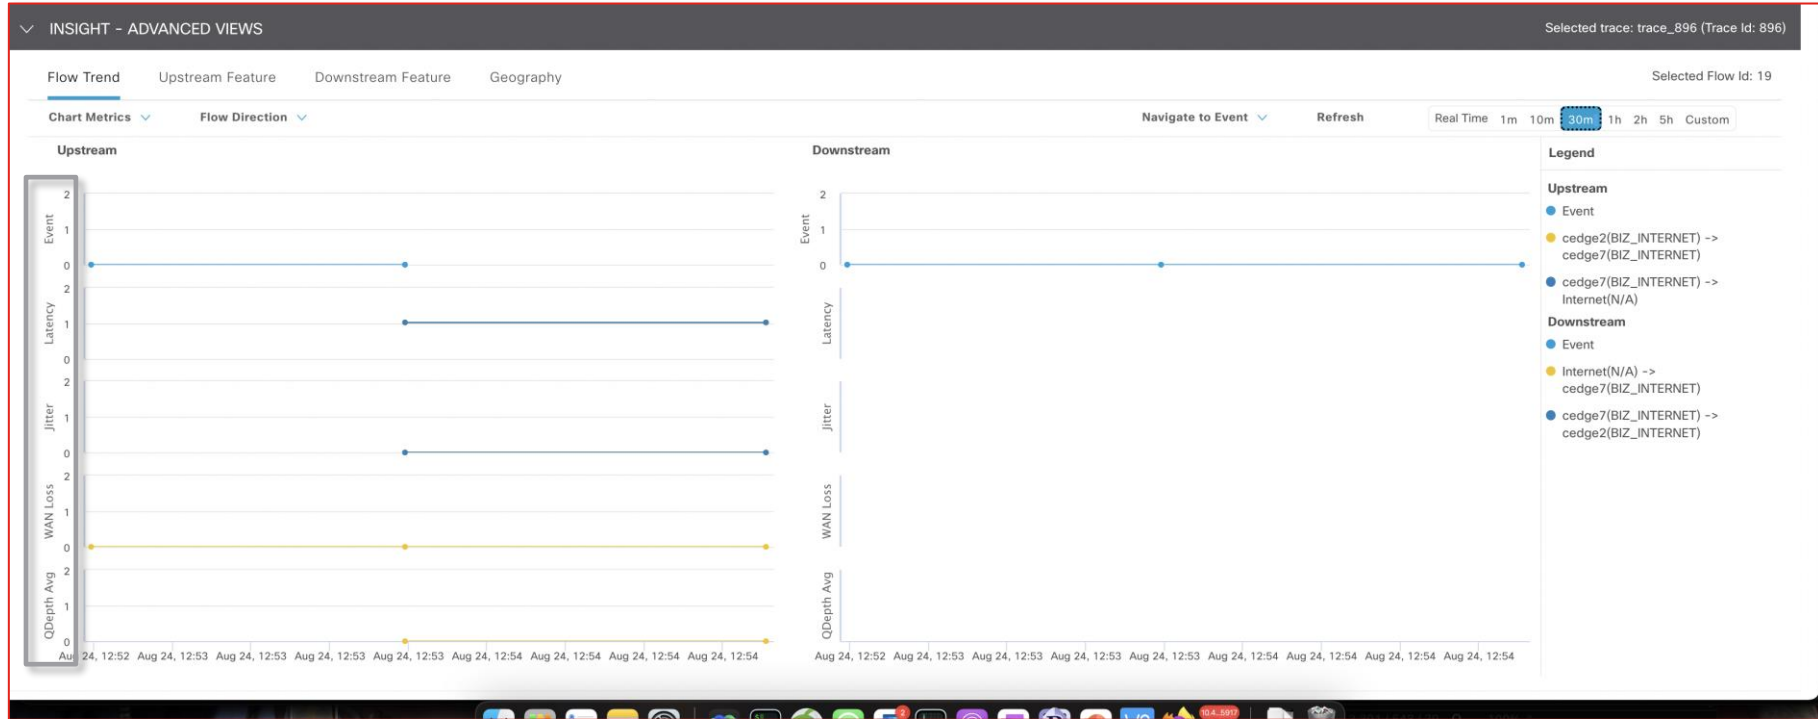 INSIGHT - ADVANCED VIEWS
Selected trace: trace_896 (Trace Id: 896)
Flow Trend Upstream Feature Downstream Feature Geography
Selected Flow Id: 19
Chart Metrics Flow Direction Navigate to Event Refresh Real Time 1m 10m 30m 1h 2h 5h Custom
Upstream
2
Event
1
0
2
Latency
1
0
2
Jitter
1
0
2
WAN Loss
1
0
2
QDepth Avg
1
0
Aug 24, 12:52 Aug 24, 12:53 Aug 24, 12:53 Aug 24, 12:53 Aug 24, 12:53 Aug 24, 12:54 Aug 24, 12:54 Aug 24, 12:54 Aug 24, 12:54
Downstream
2
Event
1
0
Latency
Jitter
WAN Loss
QDepth Avg
Aug 24, 12:52 Aug 24, 12:53 Aug 24, 12:53 Aug 24, 12:53 Aug 24, 12:53 Aug 24, 12:54 Aug 24, 12:54 Aug 24, 12:54 Aug 24, 12:54
Legend
Upstream
Event
cedge2(BIZ_INTERNET) ->
cedge7(BIZ_INTERNET)
cedge7(BIZ_INTERNET) ->
Internet(N/A)
Downstream
Event
Internet(N/A) ->
cedge7(BIZ_INTERNET)
cedge7(BIZ_INTERNET) ->
cedge2(BIZ_INTERNET)
2